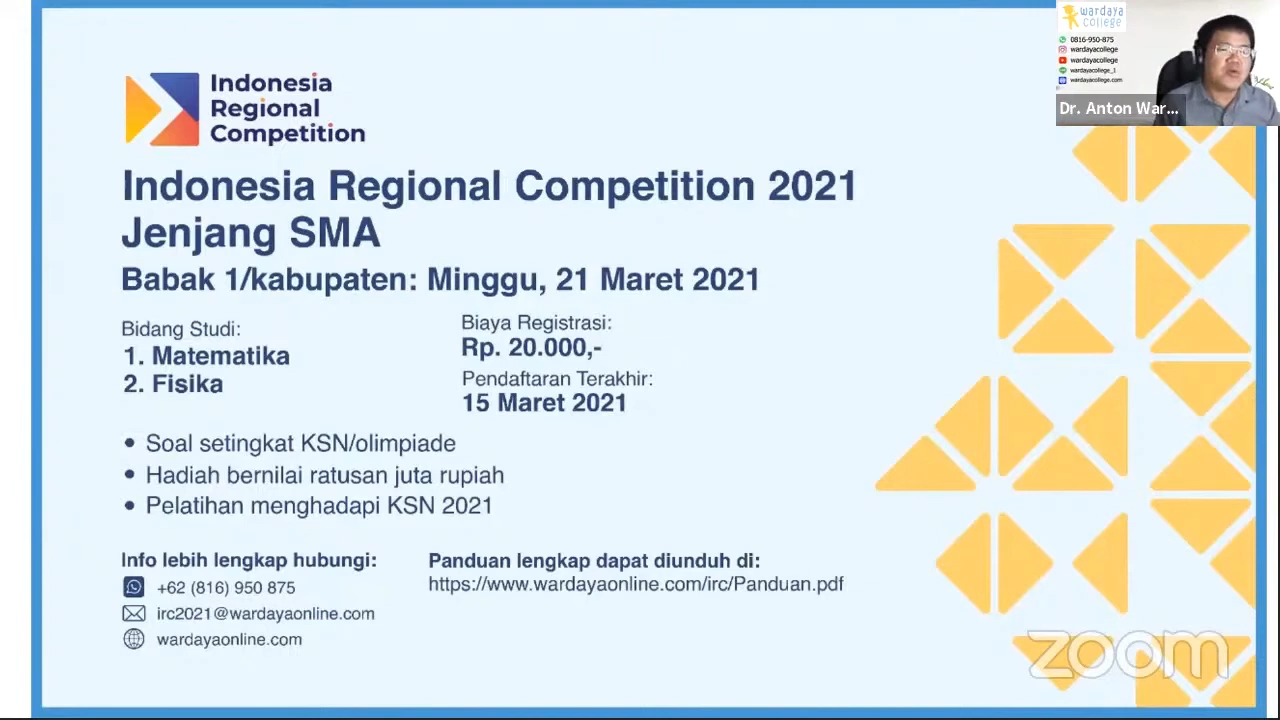 wardaya
college
0816-950-875
wardayacollege
wardayacollege
wardayacollege_1
wardayacollege.com
Dr. Anton War...
Indonesia
Regional
Competition
Indonesia Regional Competition 2021
Jenjang SMA
Babak 1/kabupaten: Minggu, 21 Maret 2021
Bidang Studi:
1. Matematika
2. Fisika
Biaya Registrasi:
Rp. 20.000,-
Pendaftaran Terakhir:
15 Maret 2021
• Soal setingkat KSN/olimpiade
• Hadiah bernilai ratusan juta rupiah
• Pelatihan menghadapi KSN 2021
Info lebih lengkap hubungi:
+62 (816) 950 875
irc2021@wardayaonline.com
wardayaonline.com
Panduan lengkap dapat diunduh di:
https://www.wardayaonline.com/irc/Panduan.pdf
zoom